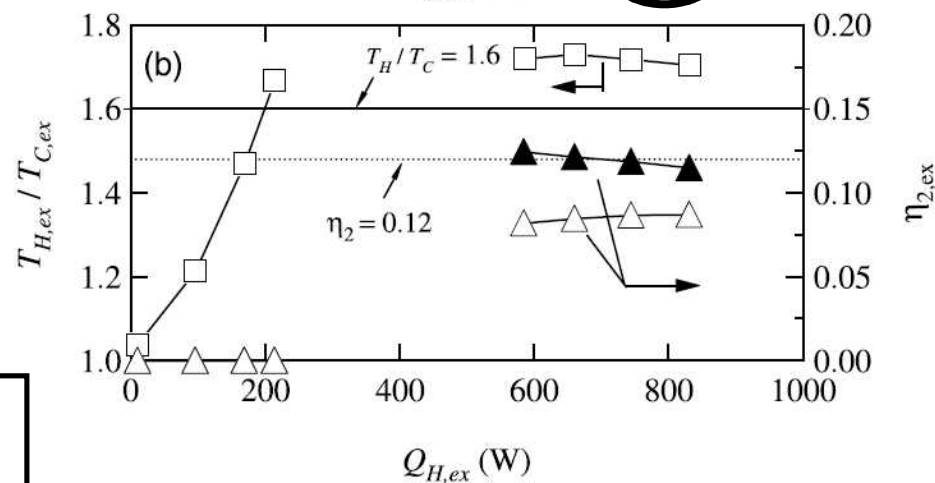 1.8
0.20
(b)
T_H / T_C = 1.6
1.6
0.15
T_{H,ex} / T_{C,ex}
1.4
0.10
η_{2,ex}
η_2 = 0.12
1.2
0.05
1.0
0.00
0 200 400 600 800 1000
Q_{H,ex} (W)